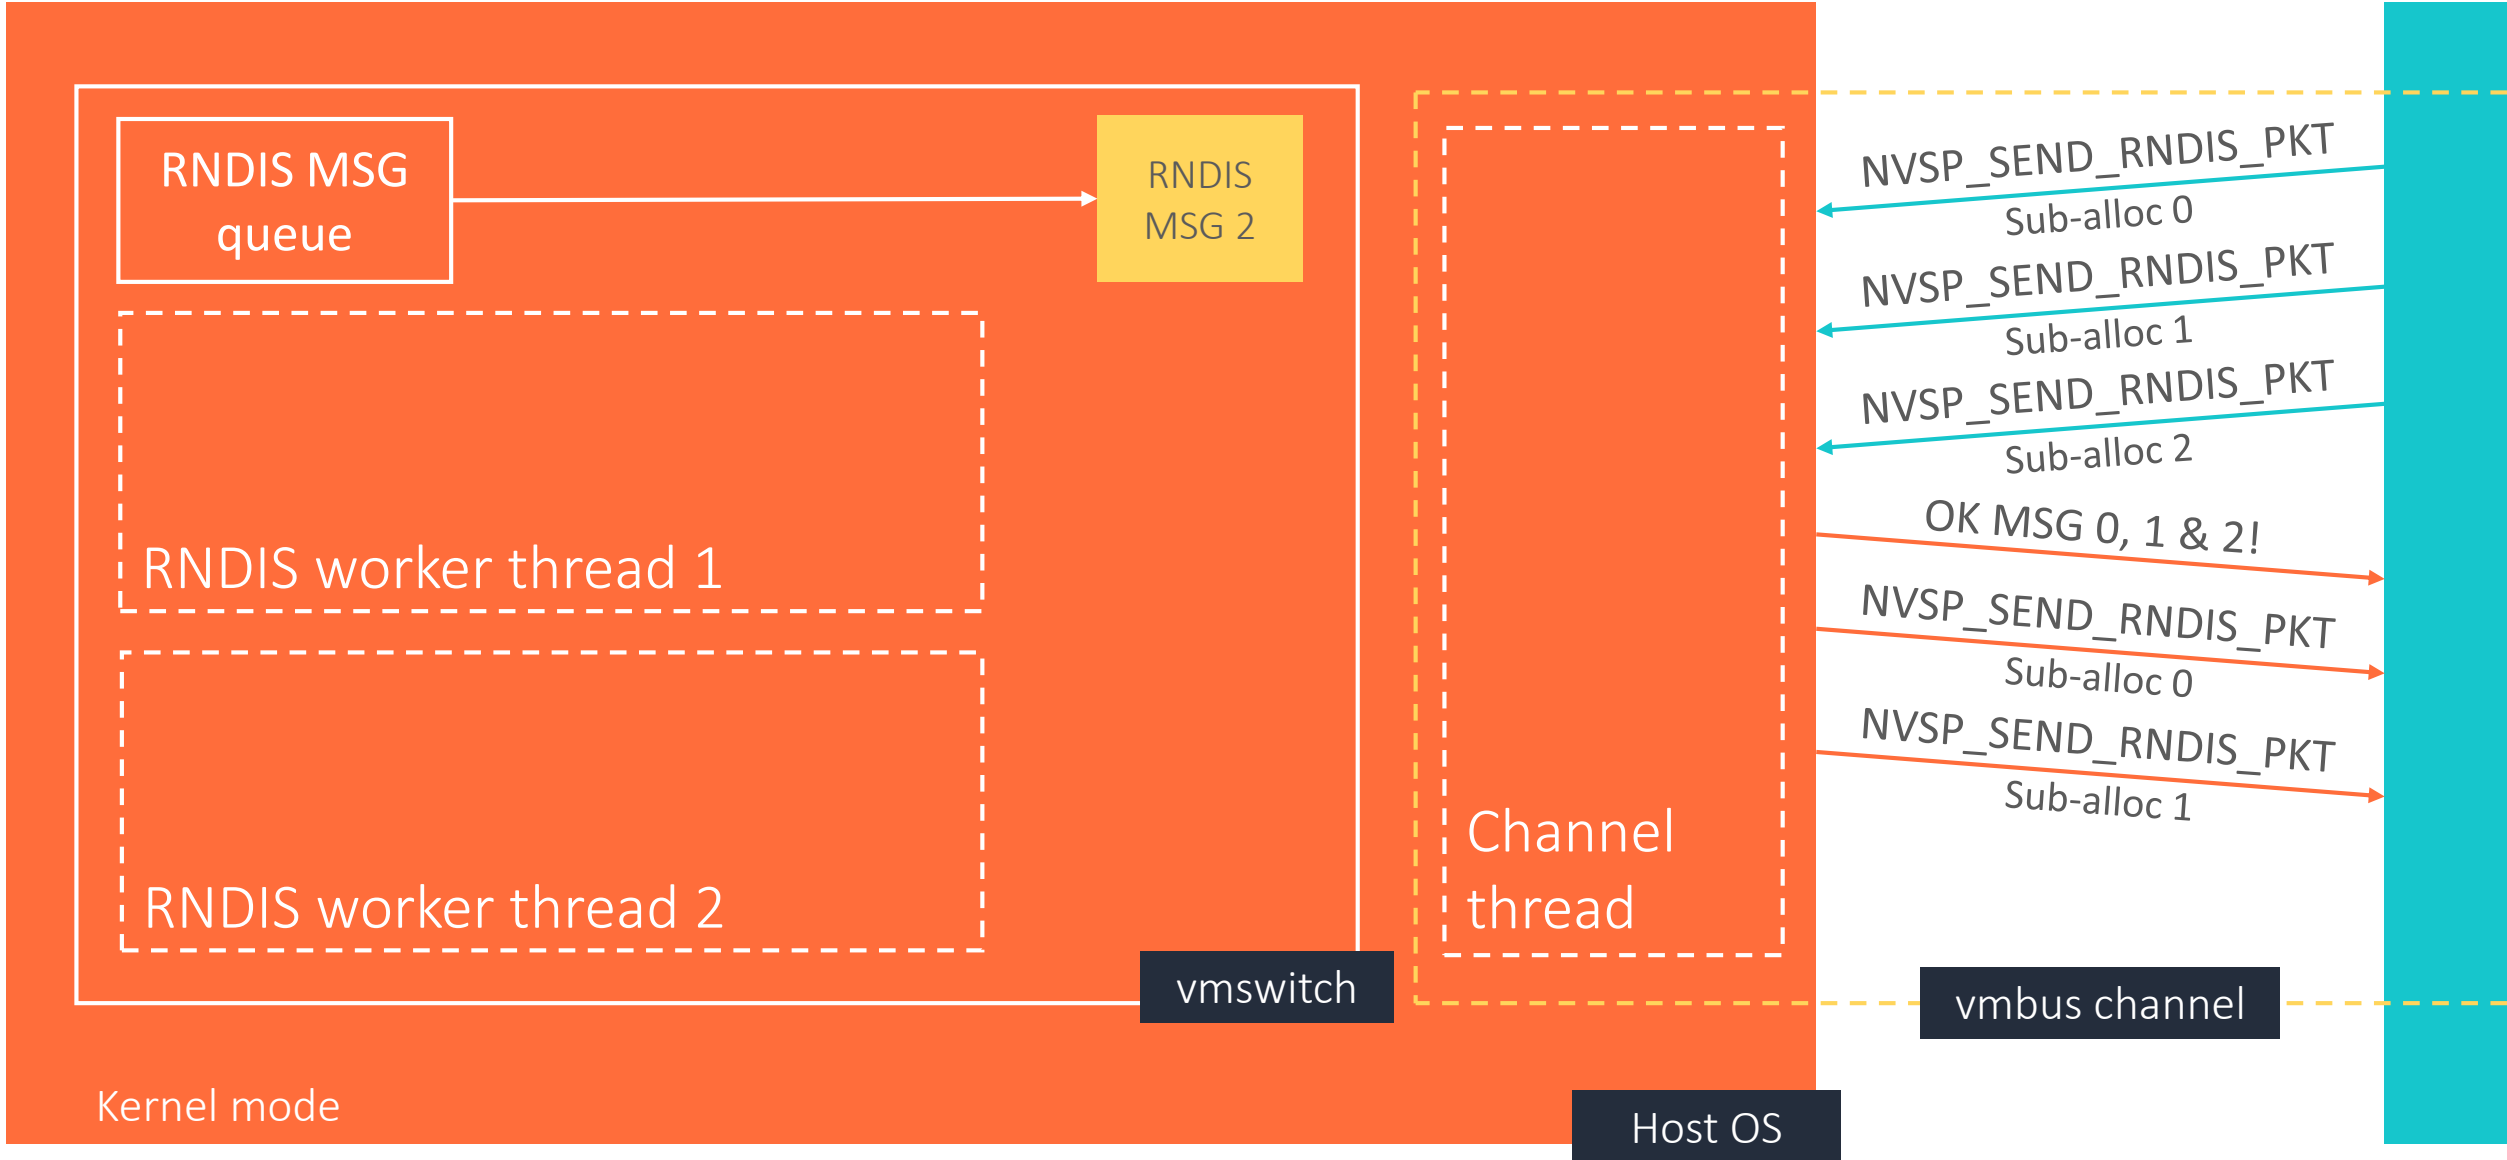 RNDIS MSG
queue
RNDIS
MSG 2
RNDIS worker thread 1
RNDIS worker thread 2
vmswitch
Kernel mode
Channel
thread
Host OS
NVSP_SEND_RNDIS_PKT
Sub-alloc 0
NVSP_SEND_RNDIS_PKT
Sub-alloc 1
NVSP_SEND_RNDIS_PKT
Sub-alloc 2
OK MSG 0, 1 & 2!
NVSP_SEND_RNDIS_PKT
Sub-alloc 0
NVSP_SEND_RNDIS_PKT
Sub-alloc 1
vmbus channel